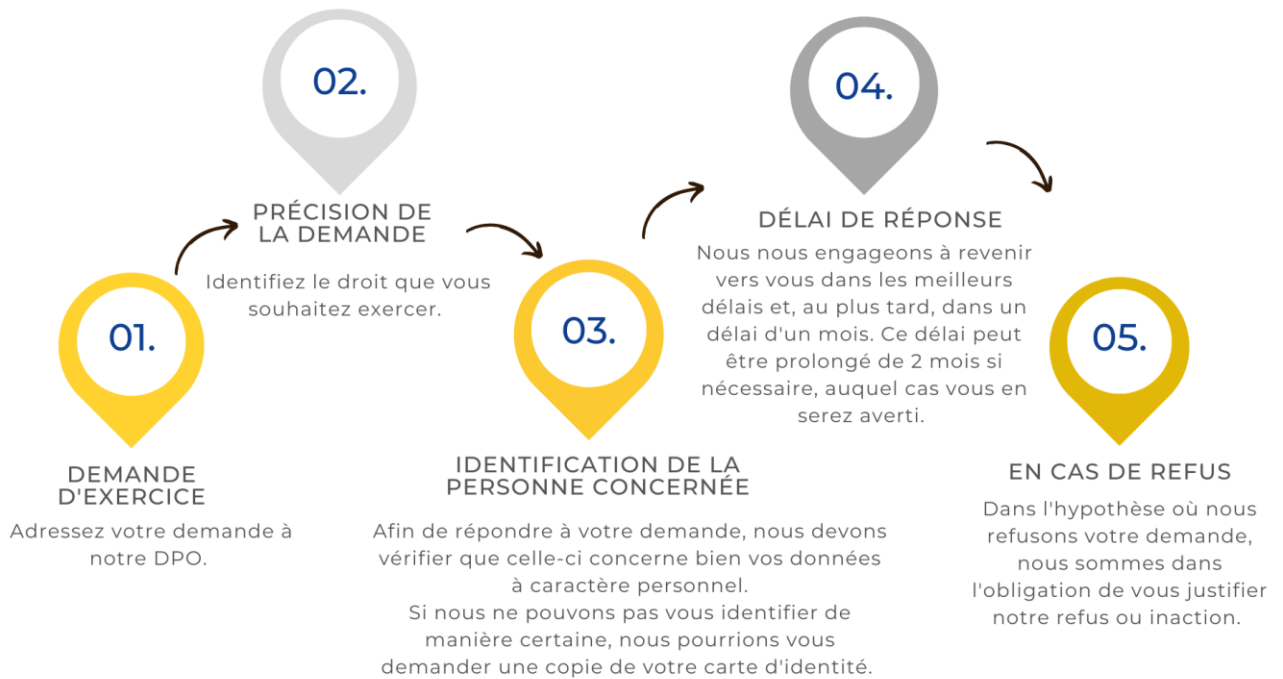 01.
DEMANDE
D'EXERCICE
Adressez votre demande à
notre DPO.
02.
PRÉCISION DE
LA DEMANDE
Identifiez le droit que vous
souhaitez exercer.
03.
IDENTIFICATION DE LA
PERSONNE CONCERNÉE
Afin de répondre à votre demande, nous devons
vérifier que celle-ci concerne bien vos données
à caractère personnel.
Si nous ne pouvons pas vous identifier de
manière certaine, nous pourrions vous
demander une copie de votre carte d'identité.
04.
DÉLAI DE RÉPONSE
Nous nous engageons à revenir
vers vous dans les meilleurs
délais et, au plus tard, dans un
délai d'un mois. Ce délai peut
être prolongé de 2 mois si
nécessaire, auquel cas vous en
serez averti.
05.
EN CAS DE REFUS
Dans l'hypothèse où nous
refusons votre demande,
nous sommes dans
l'obligation de vous justifier
notre refus ou inaction.